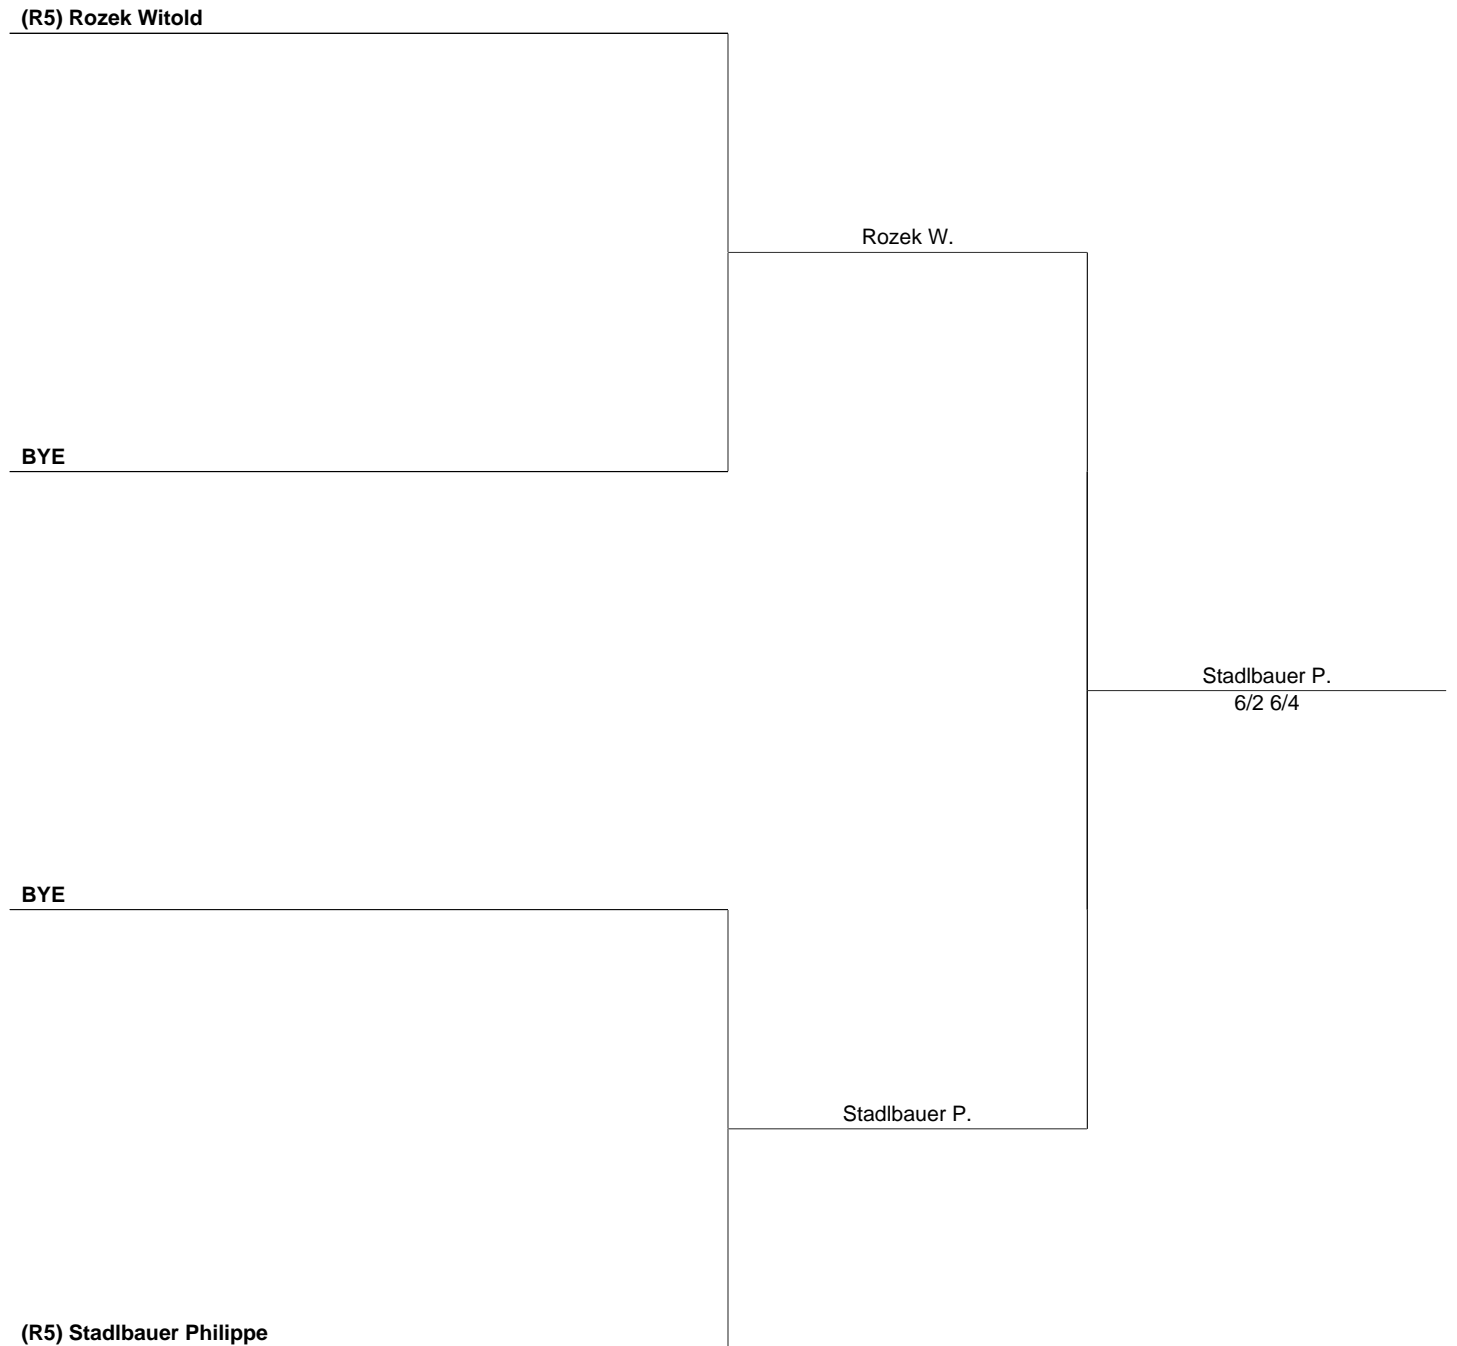 (R5) Rozek Witold
Rozek W.
BYE
Stadlbauer P.
6/2 6/4
BYE
Stadlbauer P.
(R5) Stadlbauer Philippe